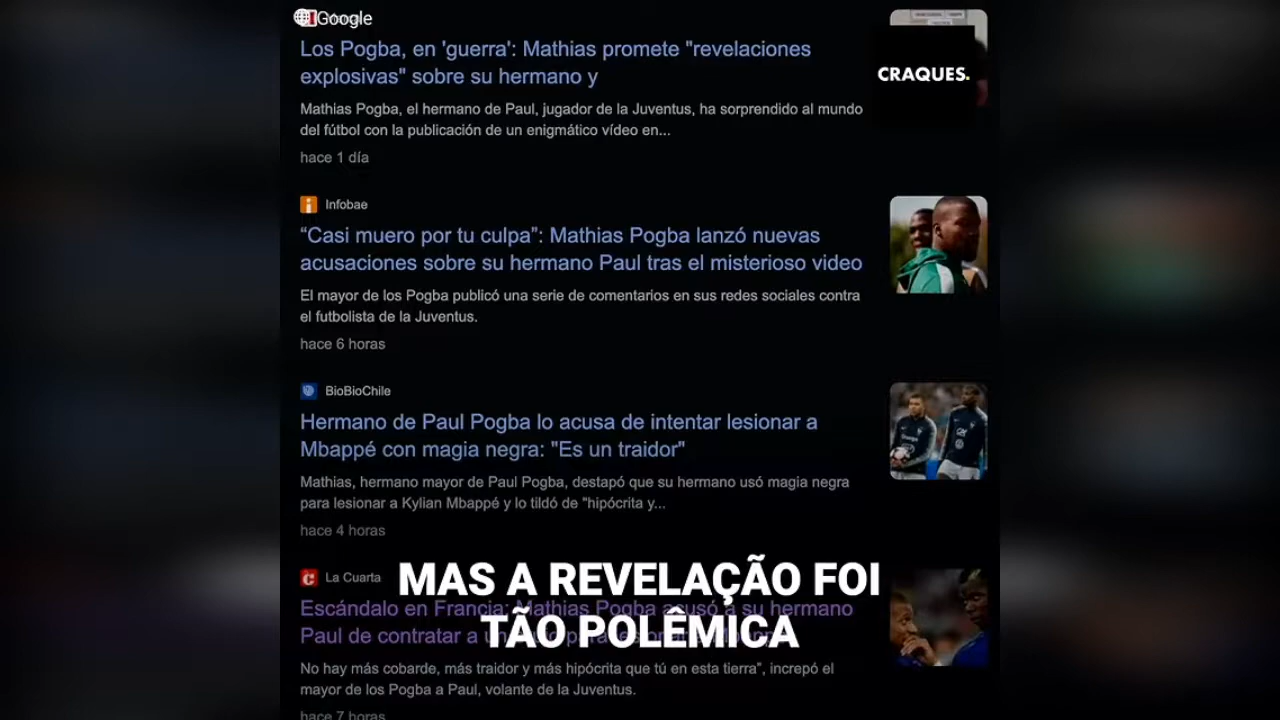 Google
Los Pogba, en 'guerra': Mathias promete "revelaciones
explosivas" sobre su hermano y
CRAQUES.
Mathias Pogba, el hermano de Paul, jugador de la Juventus, ha sorprendido al mundo
del fútbol con la publicación de un enigmático vídeo en...
hace 1 día
Infobae
“Casi muero por tu culpa”: Mathias Pogba lanzó nuevas
acusaciones sobre su hermano Paul tras el misterioso video
El mayor de los Pogba publicó una serie de comentarios en sus redes sociales contra
el futbolista de la Juventus.
hace 6 horas
BioBioChile
Hermano de Paul Pogba lo acusa de intentar lesionar a
Mbappé con magia negra: "Es un traidor"
Mathias, hermano mayor de Paul Pogba, destapó que su hermano usó magia negra
para lesionar a Kylian Mbappé y lo tildó de "hipócrita y...
hace 4 horas
La Cuarta
MAS A REVELAÇÃO FOI
TÃO POLÊMICA
Escándalo en Francia: Mathias Pogba acusó a su hermano
Paul de contratar a
No hay más cobarde, más traidor y más hipócrita que tú en esta tierra”, increpó el
mayor de los Pogba a Paul, volante de la Juventus.
hace 7 horas